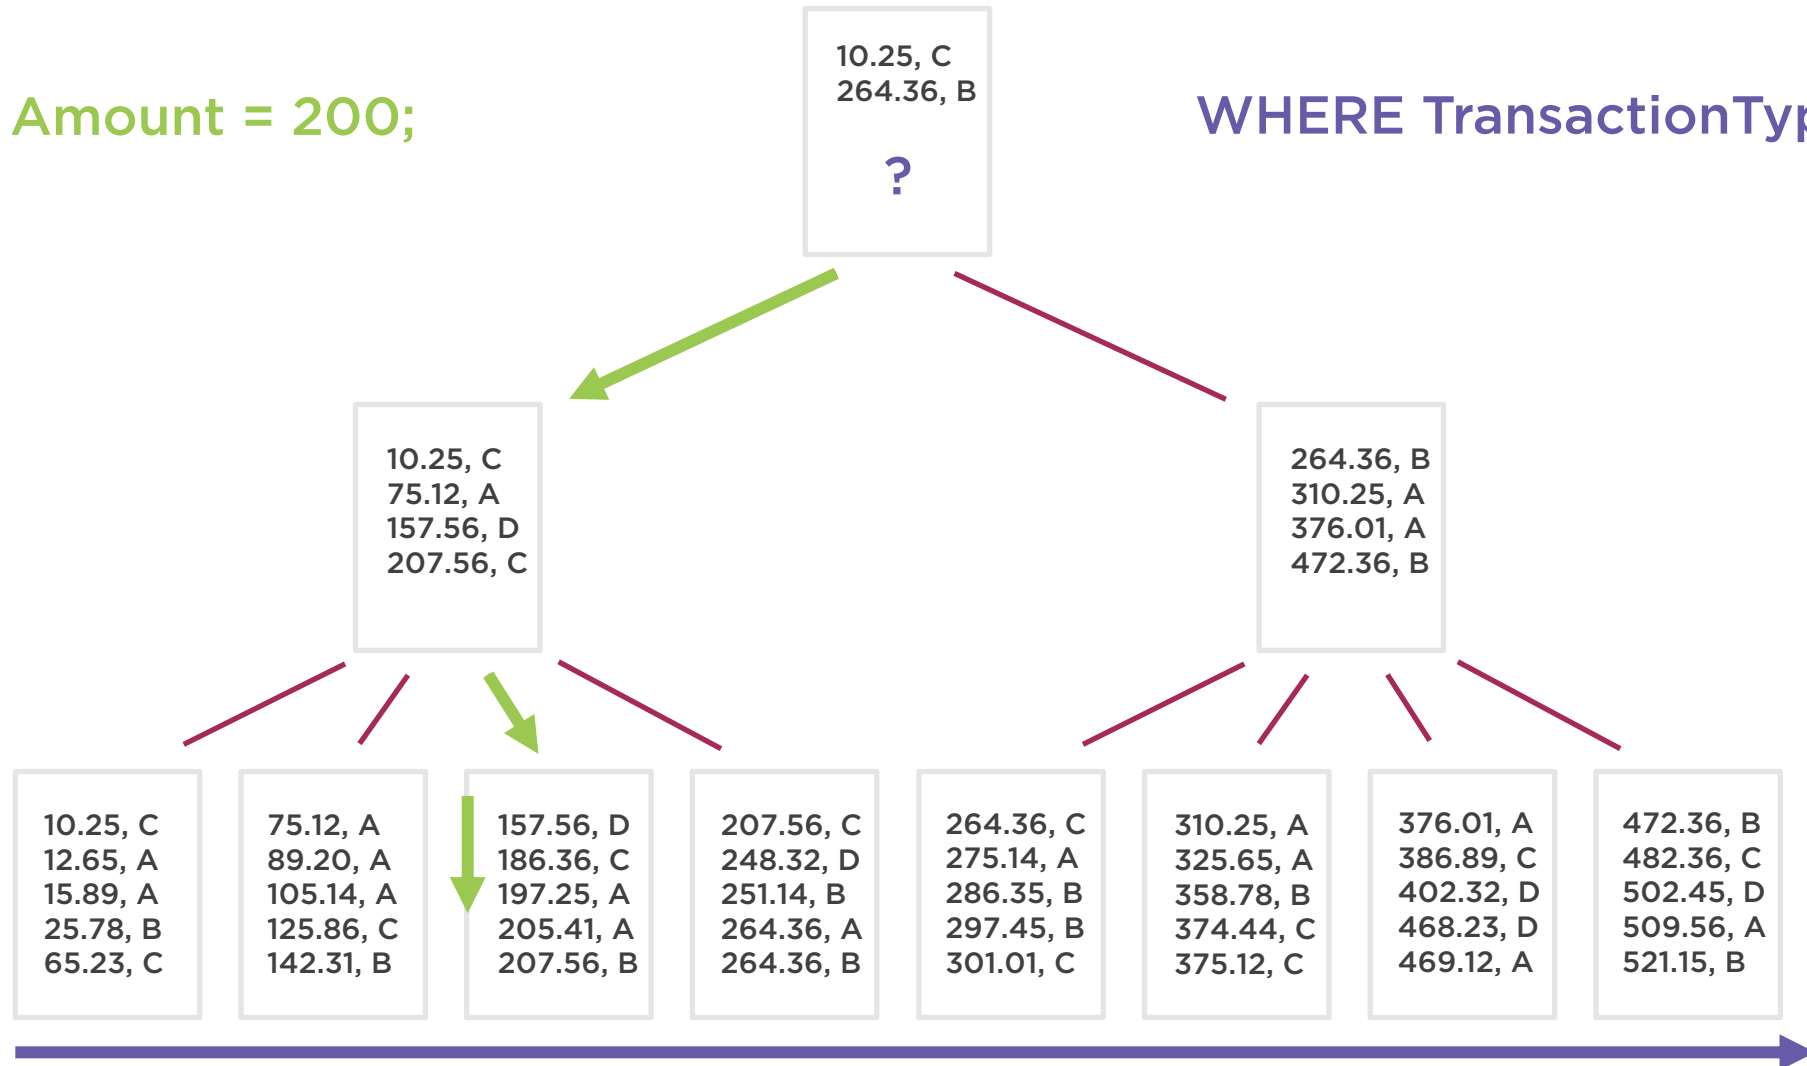 10.25, C
264.36, B
?
Amount = 200;
WHERE TransactionTyp
10.25, C
75.12, A
157.56, D
207.56, C
264.36, B
310.25, A
376.01, A
472.36, B
10.25, C
12.65, A
15.89, A
25.78, B
65.23, C
75.12, A
89.20, A
105.14, A
125.86, C
142.31, B
157.56, D
186.36, C
197.25, A
205.41, A
207.56, B
207.56, C
248.32, D
251.14, B
264.36, A
264.36, B
264.36, C
275.14, A
286.35, B
297.45, B
301.01, C
310.25, A
325.65, A
358.78, B
374.44, C
375.12, C
376.01, A
386.89, C
402.32, D
468.23, D
469.12, A
472.36, B
482.36, C
502.45, D
509.56, A
521.15, B